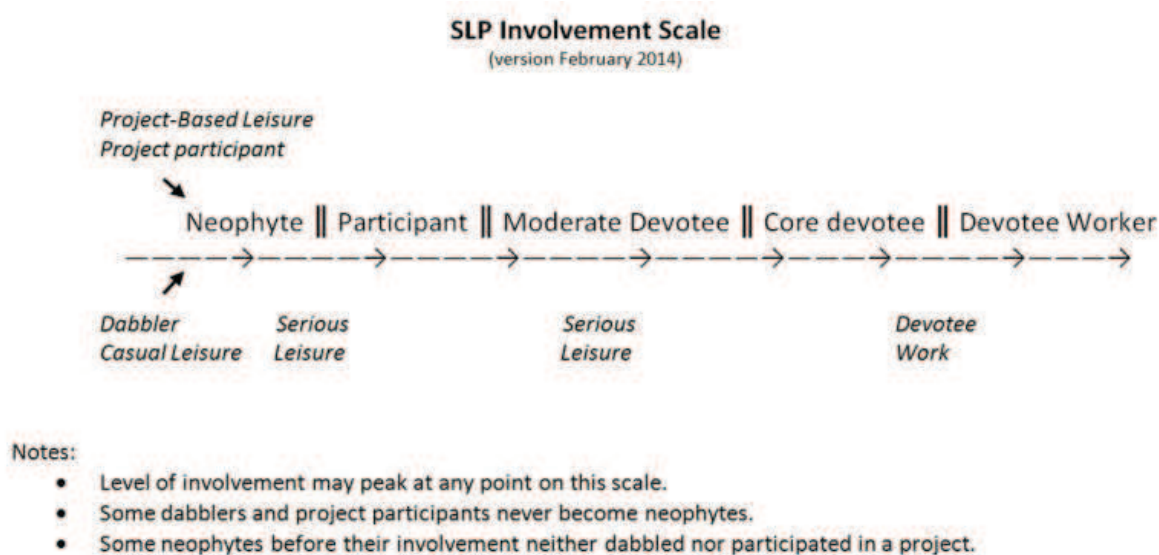 SLP Involvement Scale
(version February 2014)
Project-Based Leisure
Project participant
Neophyte ‖ Participant ‖ Moderate Devotee ‖ Core devotee ‖ Devotee Worker
Dabbler Serious Serious Devotee
Casual Leisure Leisure Leisure Work
Notes:
• Level of involvement may peak at any point on this scale.
• Some dabblers and project participants never become neophytes.
• Some neophytes before their involvement neither dabbled nor participated in a project.